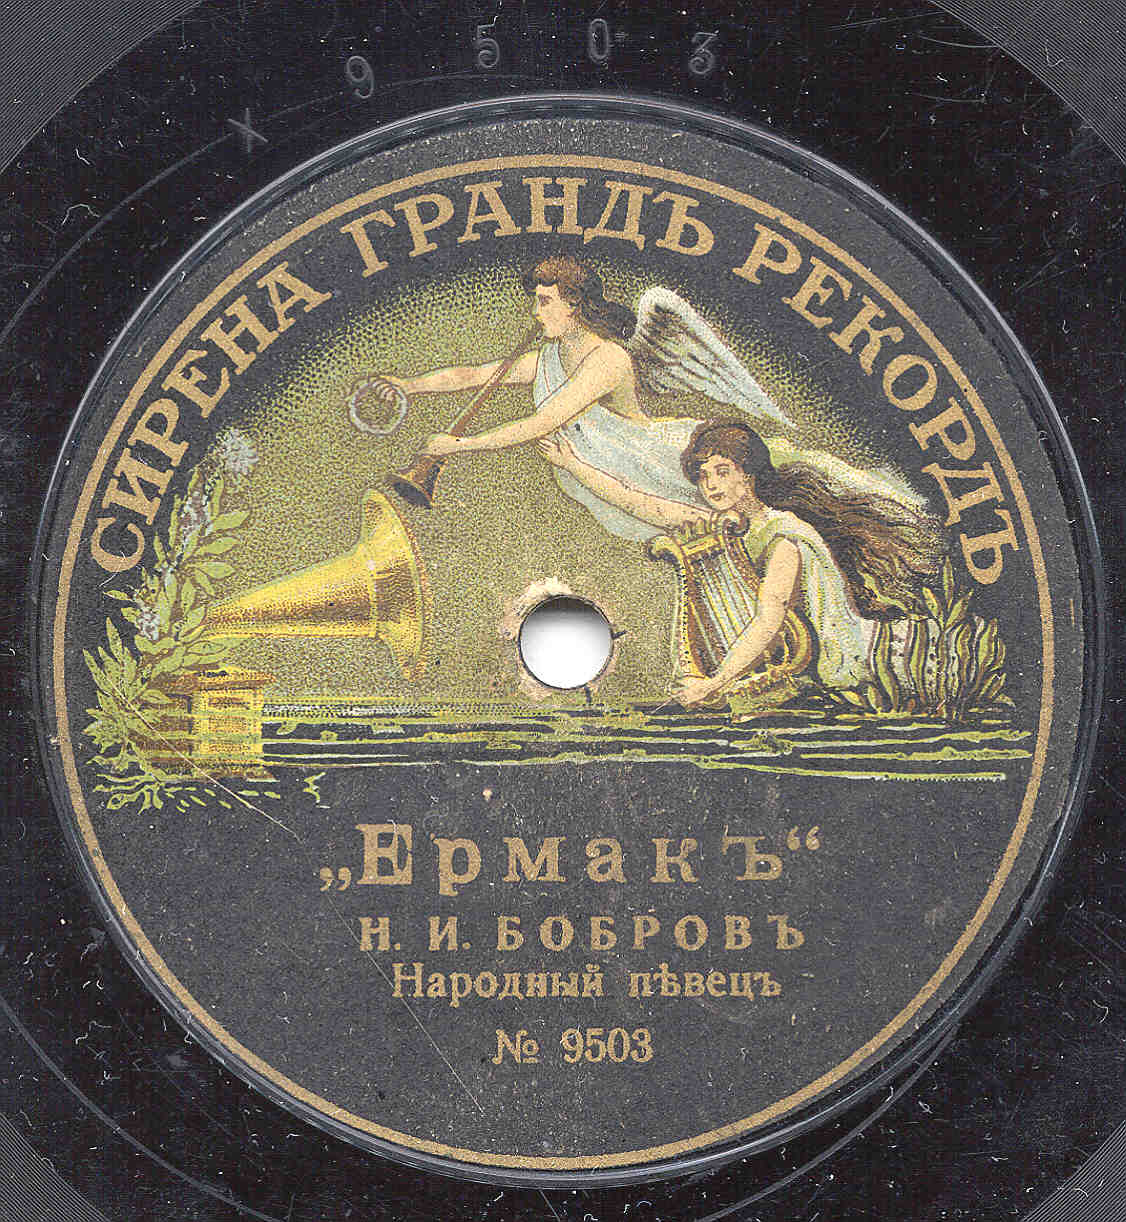 × 9503
СИРЕНА ГРАНДЪ РЕКОРДЪ
„Ермакъ“
Н. И. БОБРОВЪ
Народный пѣвецъ
№ 9503